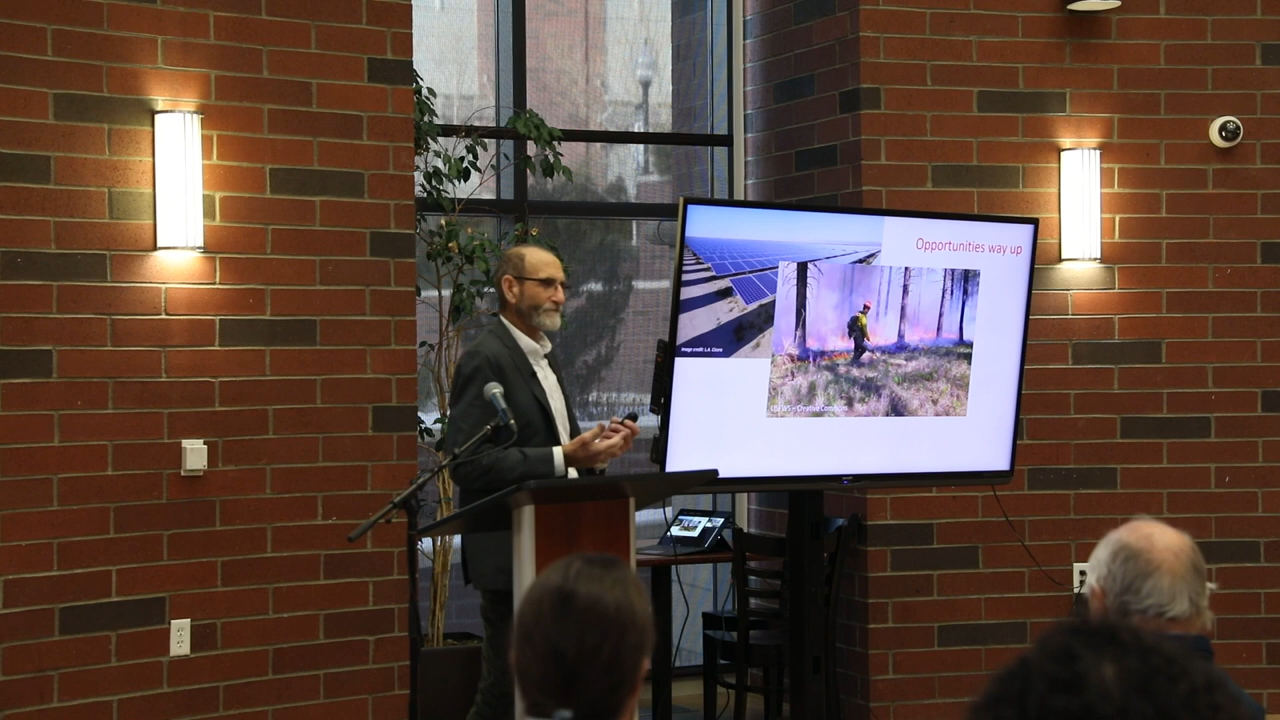 Opportunities way up
Image credit: L.A. Cicero
USFWS – Creative Commons